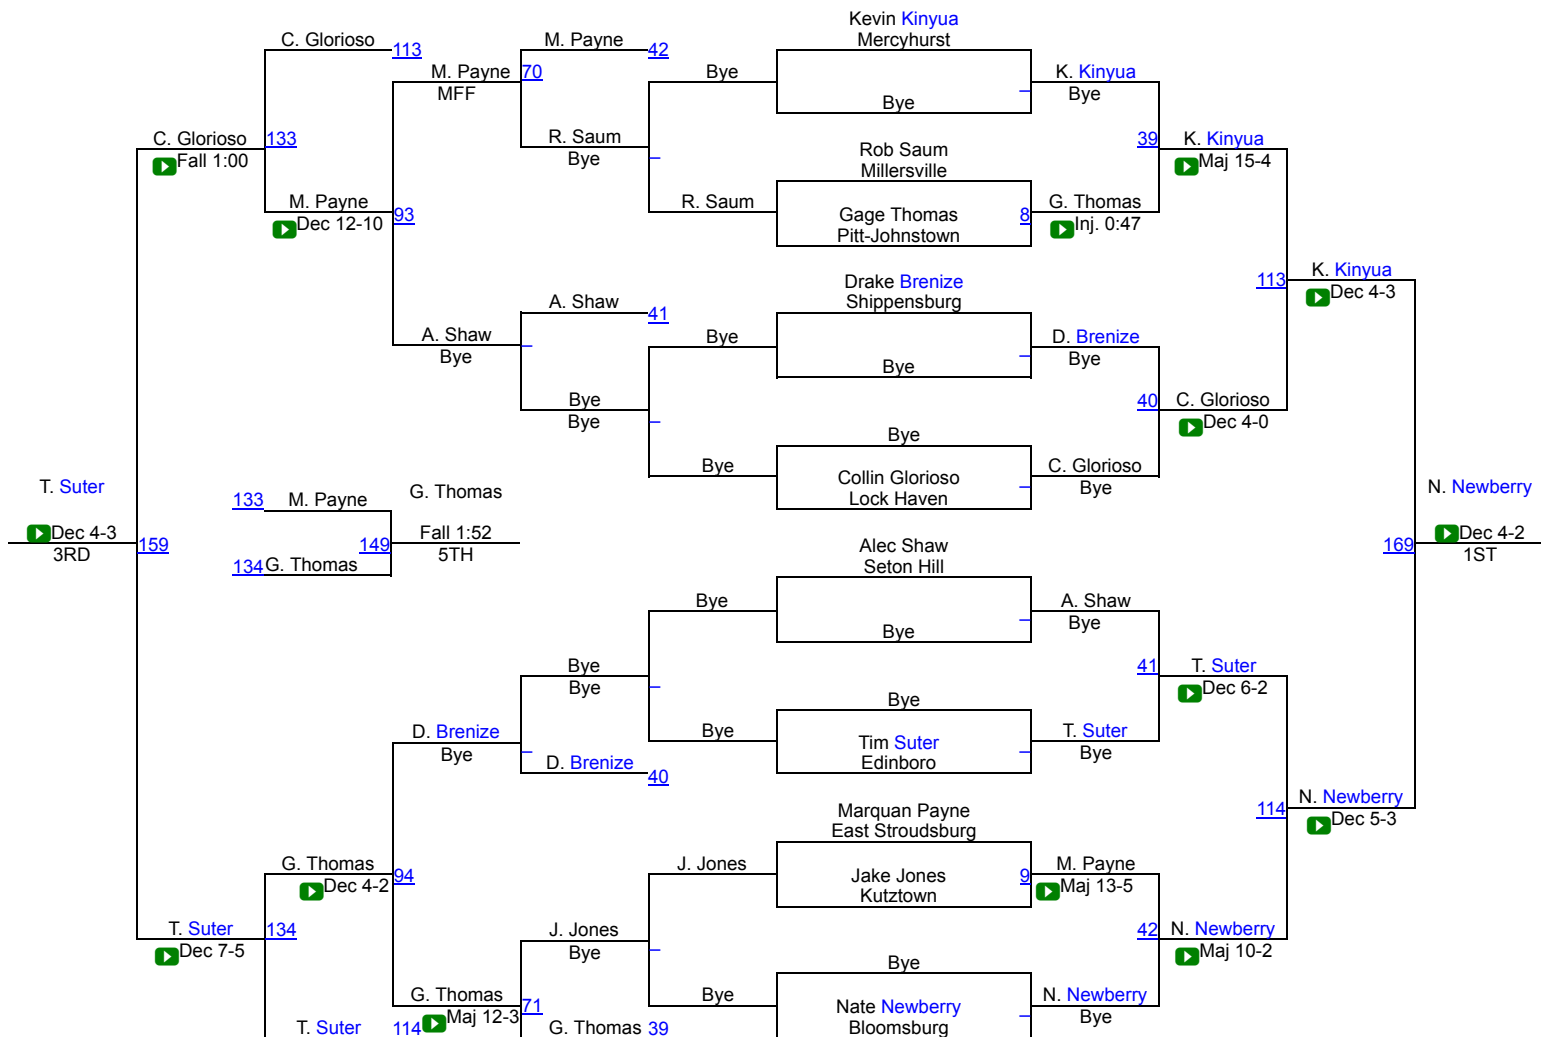 Kevin Kinyua
C. Glorioso
113
M. Payne
42
Mercyhurst
M. Payne
70
Bye
K. Kinyua
MFF
Bye
Bye
C. Glorioso
133
R. Saum
39
K. Kinyua
Fall 1:00
Bye
Rob Saum
Maj 15-4
Millersville
M. Payne
93
R. Saum
Gage Thomas
8
G. Thomas
Dec 12-10
Pitt-Johnstown
Inj. 0:47
K. Kinyua
113
Drake Brenize
Dec 4-3
A. Shaw
41
Shippensburg
A. Shaw
Bye
D. Brenize
Bye
Bye
Bye
Bye
40
C. Glorioso
Bye
Dec 4-0
Bye
Bye
C. Glorioso
Collin Glorioso
Bye
Lock Haven
T. Suter
133
M. Payne
G. Thomas
N. Newberry
Dec 4-3
159
149
Fall 1:52
169
Dec 4-2
3RD
134
G. Thomas
5TH
1ST
Alec Shaw
Seton Hill
Bye
A. Shaw
Bye
Bye
Bye
41
T. Suter
Bye
Dec 6-2
Bye
D. Brenize
Bye
T. Suter
Bye
Tim Suter
Bye
D. Brenize
40
Edinboro
114
N. Newberry
Marquan Payne
Dec 5-3
East Stroudsburg
G. Thomas
94
J. Jones
Jake Jones
9
M. Payne
Dec 4-2
Kutztown
Maj 13-5
T. Suter
134
J. Jones
42
N. Newberry
Dec 7-5
Bye
Maj 10-2
Bye
G. Thomas
71
Bye
Nate Newberry
N. Newberry
Maj 12-3
Bye
T. Suter
114
G. Thomas
39
Bloomsburg